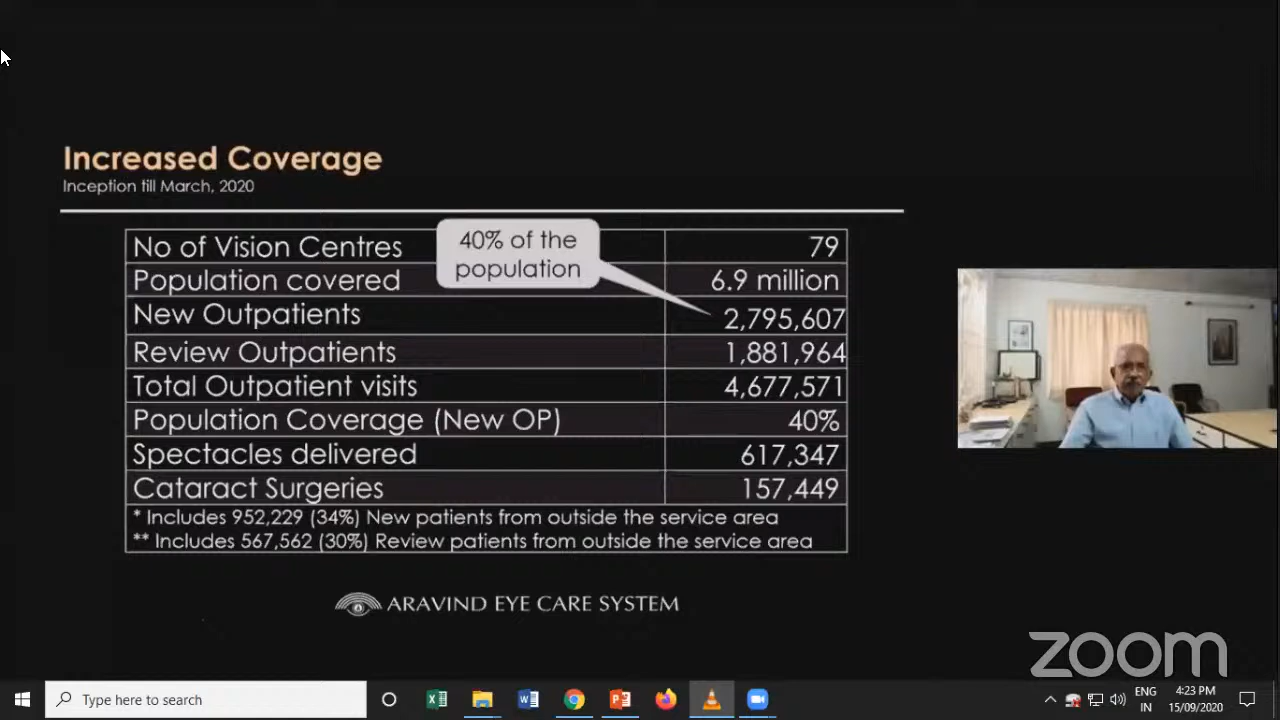 Increased Coverage
Inception till March, 2020
40% of the
population
No of Vision Centres 79
Population covered 6.9 million
New Outpatients 2,795,607
Review Outpatients 1,881,964
Total Outpatient visits 4,677,571
Population Coverage (New OP) 40%
Spectacles delivered 617,347
Cataract Surgeries 157,449
* Includes 952,229 (34%) New patients from outside the service area
** Includes 567,562 (30%) Review patients from outside the service area
ARAVIND EYE CARE SYSTEM
zoom
Type here to search
ENG
IN
4:23 PM
15/09/2020